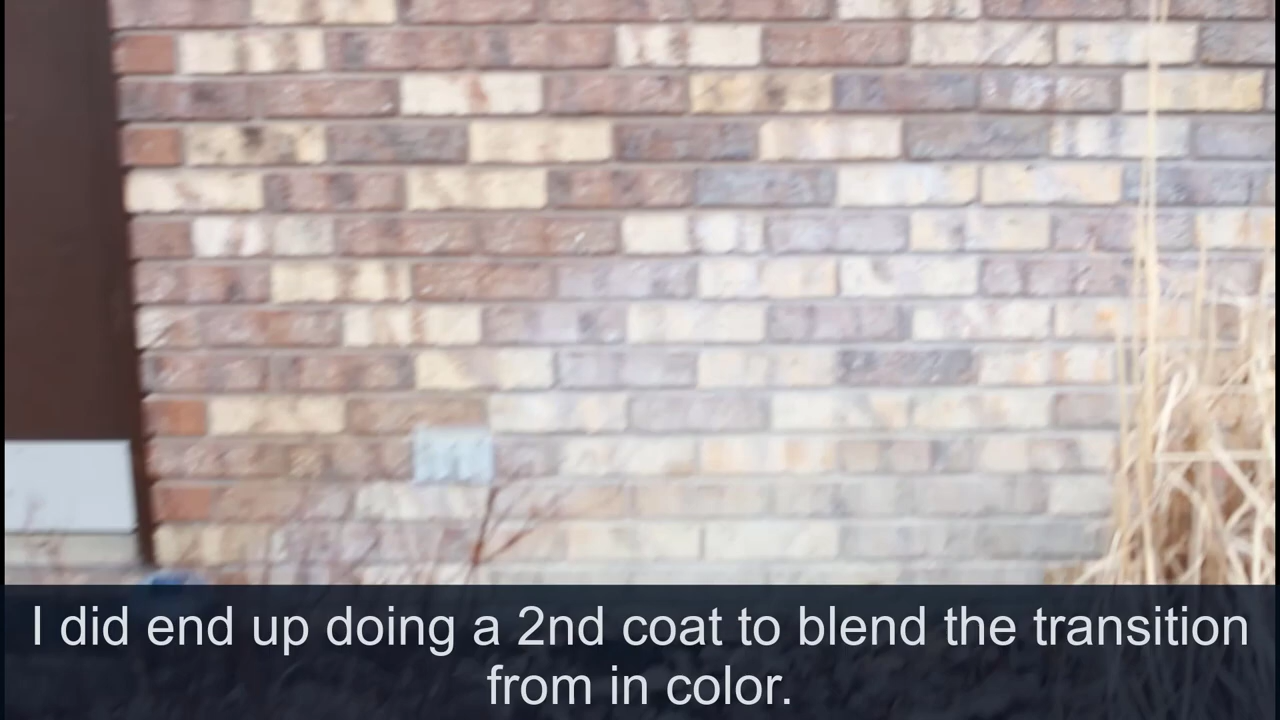 I did end up doing a 2nd coat to blend the transition
from in color.